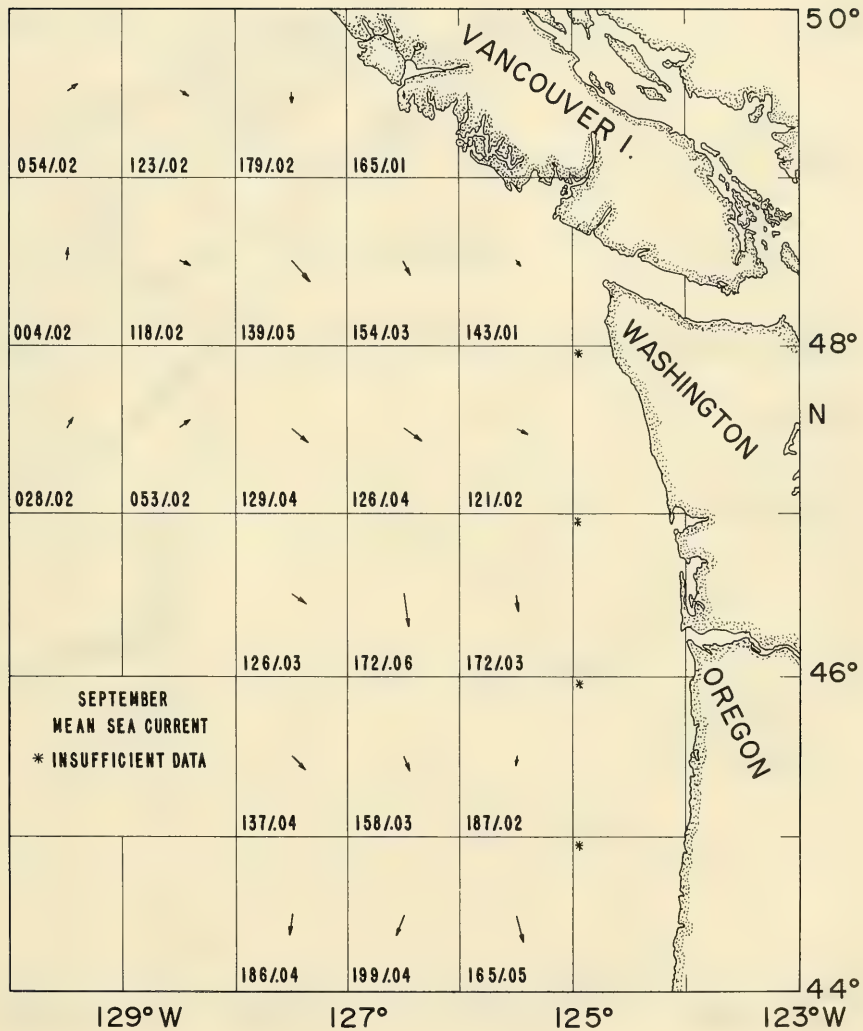 50°
VANCOUVER I.
054/.02 123/.02 179/.02 165/.01
004/.02 118/.02 139/.05 154/.03 143/.01
48°
*
WASHINGTON
N
028/.02 053/.02 129/.04 126/.04 121/.02
*
126/.03 172/.06 172/.03
46°
*
OREGON
SEPTEMBER
MEAN SEA CURRENT
* INSUFFICIENT DATA
137/.04 158/.03 187/.02
*
186/.04 199/.04 165/.05
44°
129°W 127° 125° 123°W